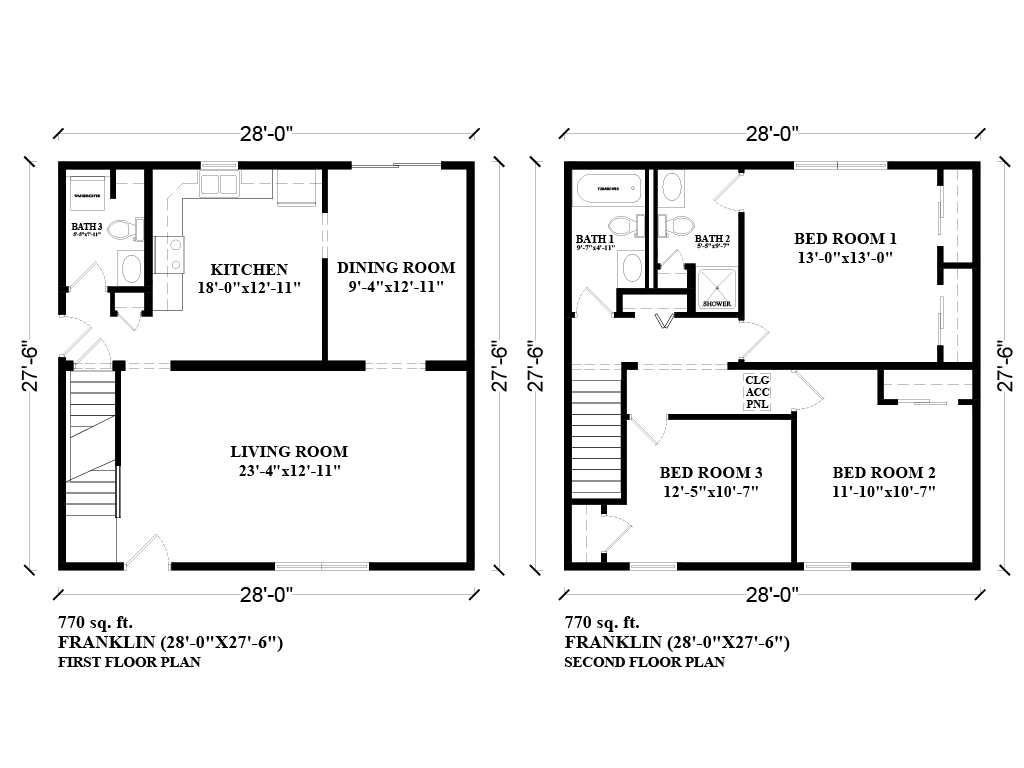 28'-0"
28'-0"
27'-6"
27'-6"
27'-6"
27'-6"
BATH 3
5'-5"x7'-11"
KITCHEN
18'-0"x12'-11"
DINING ROOM
9'-4"x12'-11"
LIVING ROOM
23'-4"x12'-11"
TUB/SHOWER
BATH 1
9'-7"x4'-11"
BATH 2
5'-8"x9'-7"
SHOWER
BED ROOM 1
13'-0"x13'-0"
CLG
ACC
PNL
BED ROOM 3
12'-5"x10'-7"
BED ROOM 2
11'-10"x10'-7"
28'-0"
28'-0"
770 sq. ft.
FRANKLIN (28'-0"X27'-6")
FIRST FLOOR PLAN
770 sq. ft.
FRANKLIN (28'-0"X27'-6")
SECOND FLOOR PLAN